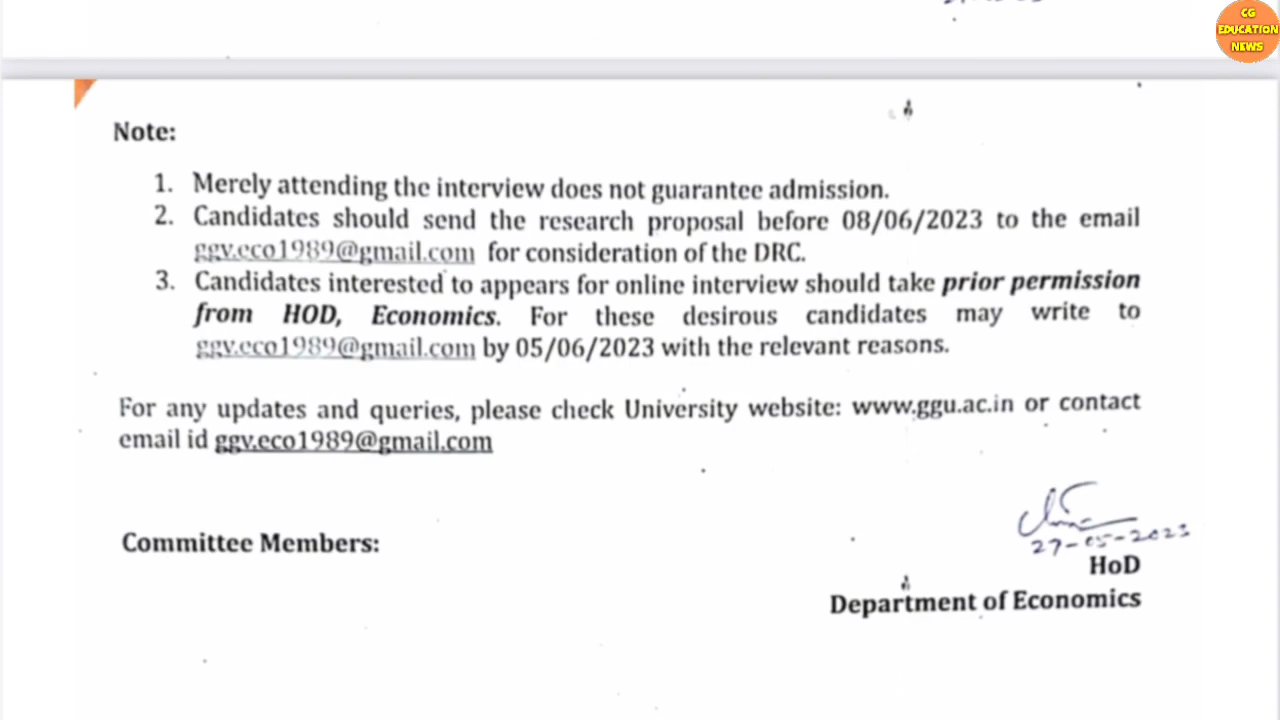 CG
EDUCATION
NEWS
Note:
1. Merely attending the interview does not guarantee admission.
2. Candidates should send the research proposal before 08/06/2023 to the email
ggv.eco1989@gmail.com for consideration of the DRC.
3. Candidates interested to appears for online interview should take prior permission
from HOD, Economics. For these desirous candidates may write to
ggv.eco1989@gmail.com by 05/06/2023 with the relevant reasons.
For any updates and queries, please check University website: www.ggu.ac.in or contact
email id ggv.eco1989@gmail.com
27-05-2023
Committee Members:
HoD
Department of Economics